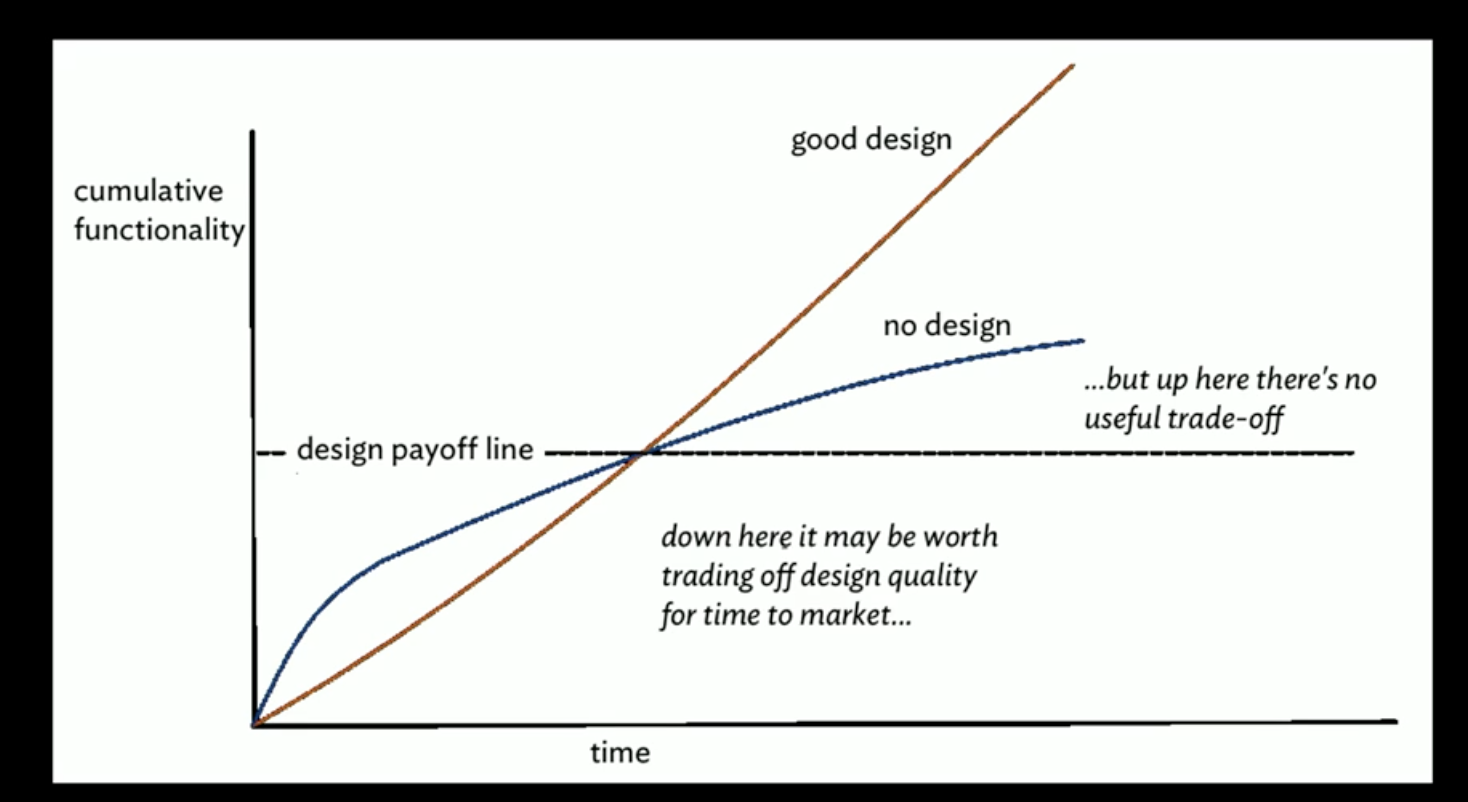 good design
cumulative
functionality
no design
...but up here there's no
useful trade-off
design payoff line
down here it may be worth
trading off design quality
for time to market...
time